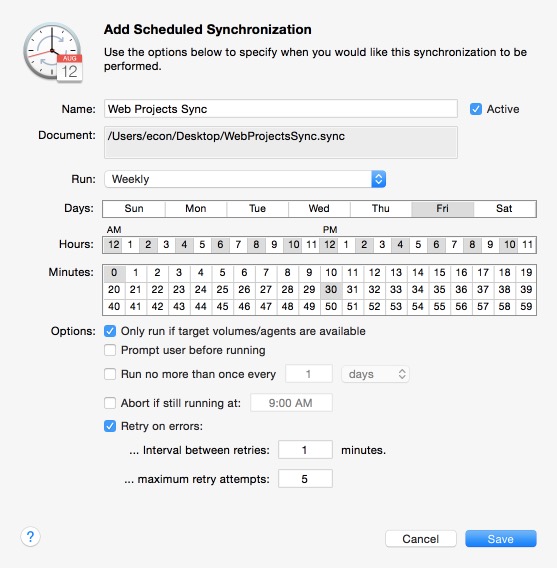 Add Scheduled Synchronization
Use the options below to specify when you would like this synchronization to be
performed.
AUG
12
Name: Web Projects Sync Active
Document: /Users/econ/Desktop/WebProjectsSync.sync
Run: Weekly
Days: Sun Mon Tue Wed Thu Fri Sat
AM PM
Hours: 12 1 2 3 4 5 6 7 8 9 10 11 12 1 2 3 4 5 6 7 8 9 10 11
Minutes: 0 1 2 3 4 5 6 7 8 9 10 11 12 13 14 15 16 17 18 19
20 21 22 23 24 25 26 27 28 29 30 31 32 33 34 35 36 37 38 39
40 41 42 43 44 45 46 47 48 49 50 51 52 53 54 55 56 57 58 59
Options: Only run if target volumes/agents are available
Prompt user before running
Run no more than once every 1 days
Abort if still running at: 9:00 AM
Retry on errors:
... Interval between retries: 1 minutes.
... maximum retry attempts: 5
? Cancel Save